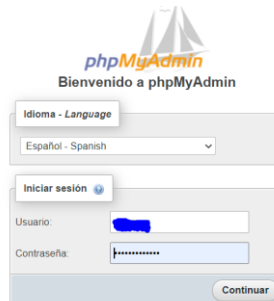 phpMyAdmin
Bienvenido a phpMyAdmin
Idioma - Language
Español - Spanish
Iniciar sesión
Usuario:
Contraseña:
Continuar